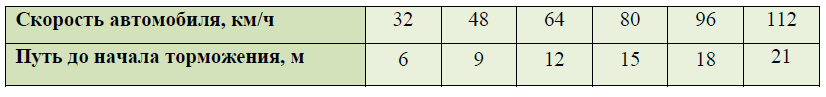 Скорость автомобиля, км/ч 32 48 64 80 96 112
Путь до начала торможения, м 6 9 12 15 18 21